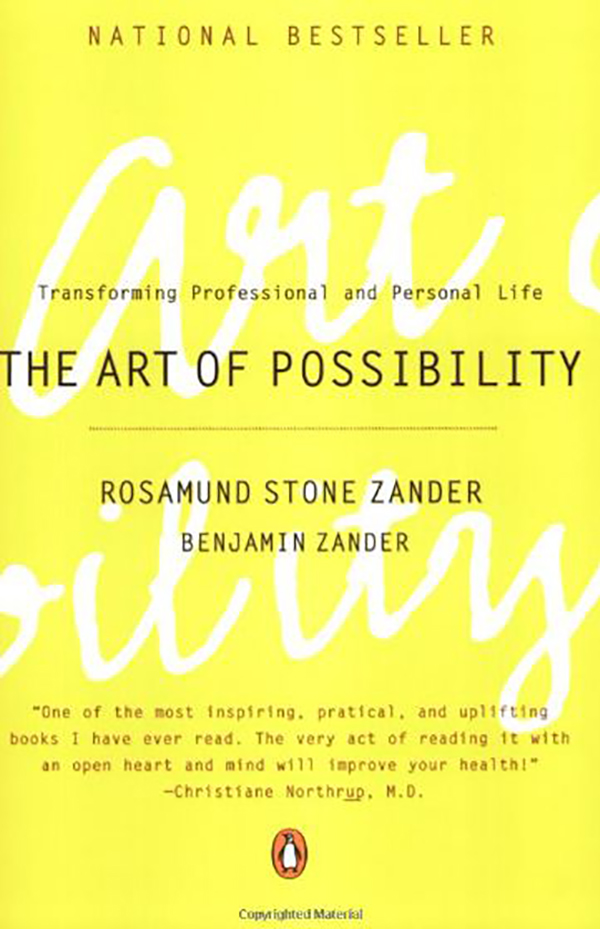 NATIONAL BESTSELLER
Art o
Transforming Professional and Personal Life
THE ART OF POSSIBILITY
ROSAMUND STONE ZANDER
BENJAMIN ZANDER
bility
"One of the most inspiring, pratical, and uplifting
books I have ever read. The very act of reading it with
an open heart and mind will improve your health!"
—Christiane Northrup, M.D.
Copyrighted Material